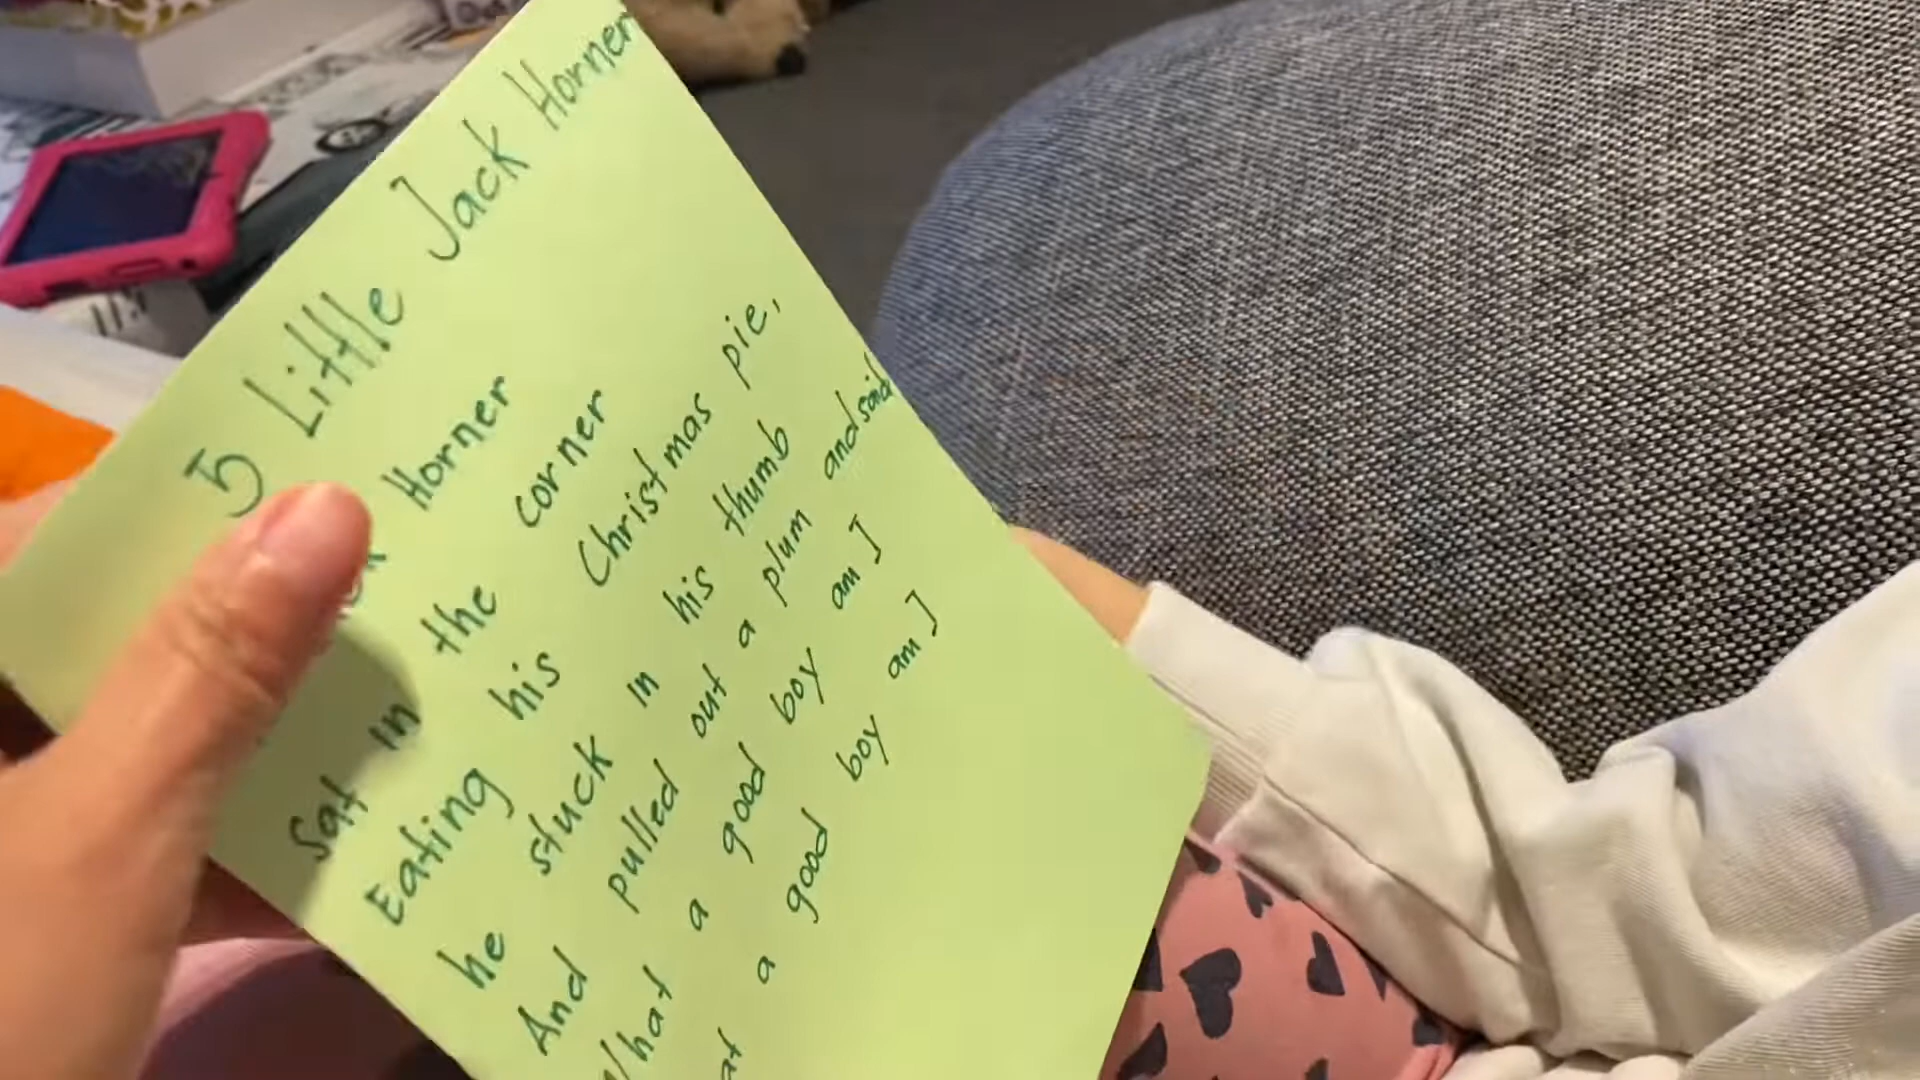 5 Little Jack Horner
Horner
Sat in the corner
Eating his Christmas pie,
he stuck in his thumb
And pulled out a plum and said
What a good boy am I
a good boy am I